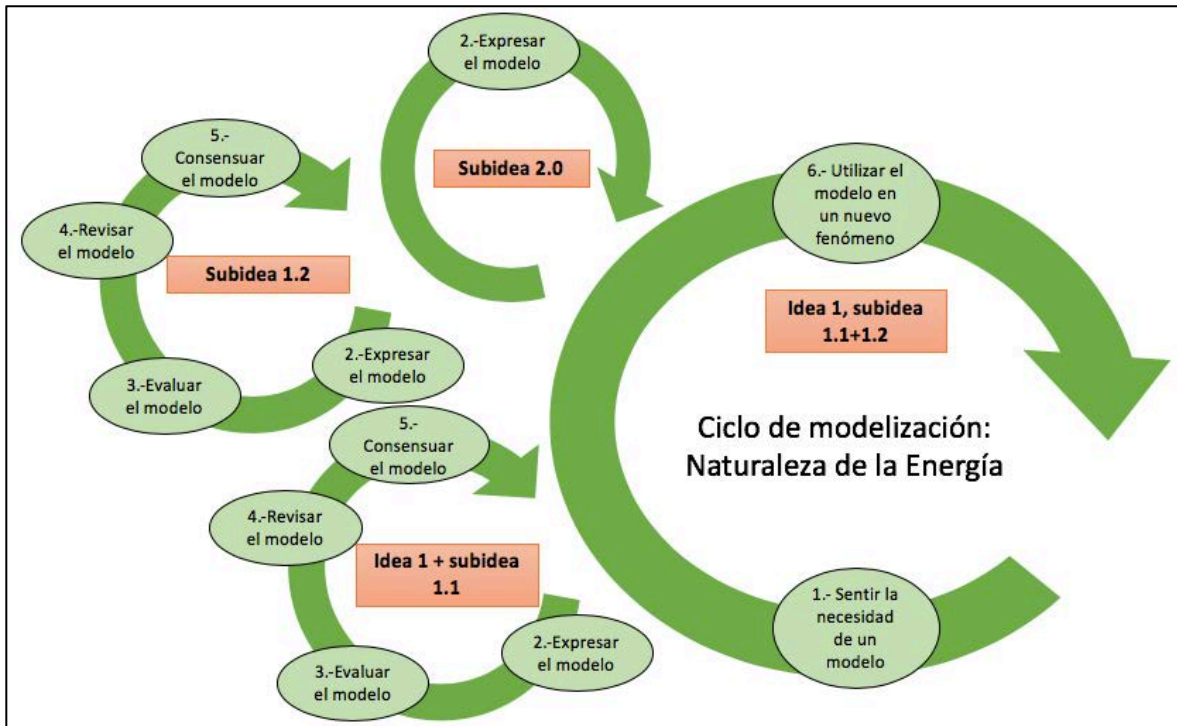 2.-Expresar
el modelo
Subidea 2.0
5.-
Consensuar
el modelo
4.-Revisar
el modelo
Subidea 1.2
3.-Evaluar
el modelo
2.-Expresar
el modelo
5.-
Consensuar
el modelo
4.-Revisar
el modelo
Idea 1 + subidea
1.1
3.-Evaluar
el modelo
2.-Expresar
el modelo
6.- Utilizar el
modelo en
un nuevo
fenómeno
Idea 1, subidea
1.1+1.2
Ciclo de modelización:
Naturaleza de la Energía
1.- Sentir la
necesidad
de un
modelo